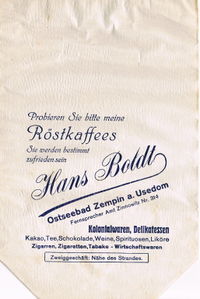 Probieren Sie bitte meine
Röstkaffees
Sie werden bestimmt
zufrieden sein
Hans Boldt
Ostseebad Zempin a. Usedom
Fernsprecher Amt Zinnowitz Nr.
Kolonialwaren, Delikatessen
Kakao, Tee, Schokolade, Weine, Spirituosen, Liköre
Zigarren, Zigaretten, Tabake - Wirtschaftswaren
Zweiggeschäft: Nähe des Strandes.